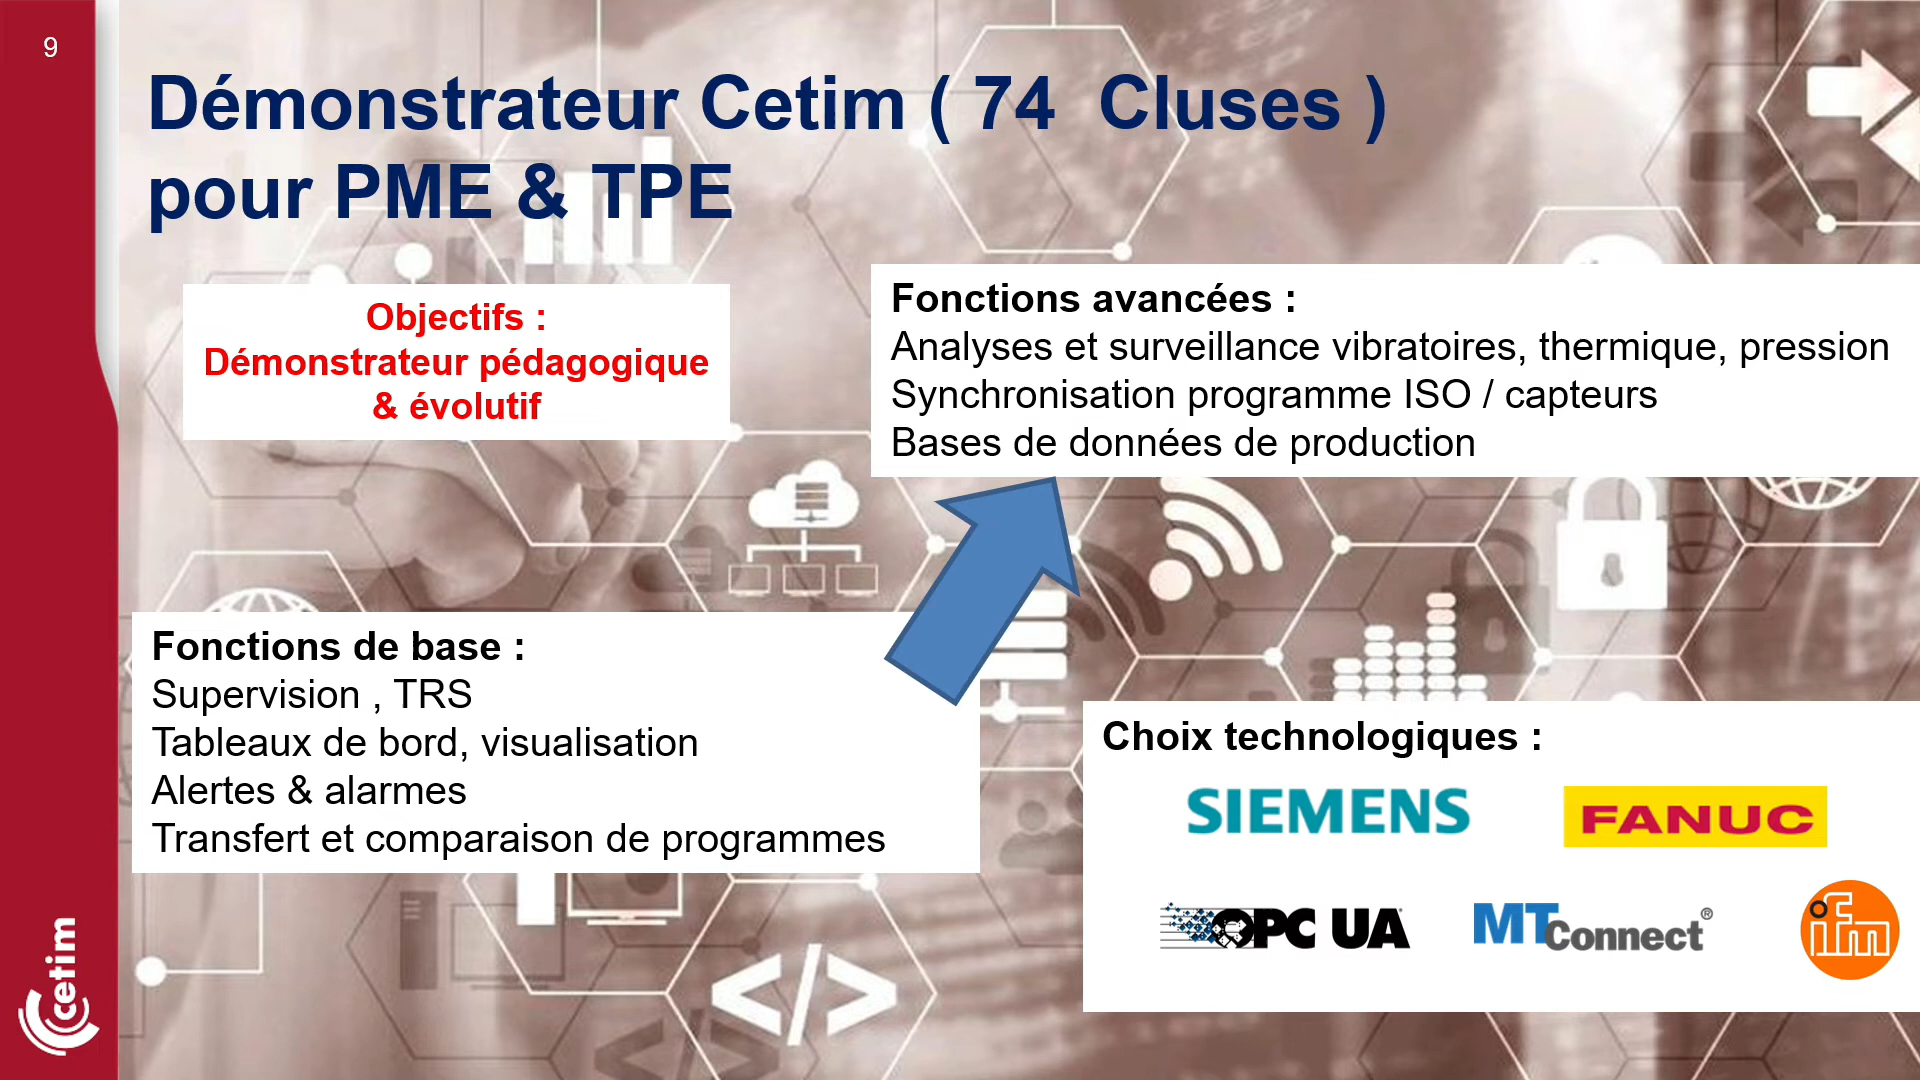 9
Démonstrateur Cetim ( 74  Cluses )
pour PME & TPE
Objectifs :
Démonstrateur pédagogique
& évolutif
Fonctions avancées :
Analyses et surveillance vibratoires, thermique, pression
Synchronisation programme ISO / capteurs
Bases de données de production
Fonctions de base :
Supervision , TRS
Tableaux de bord, visualisation
Alertes & alarmes
Transfert et comparaison de programmes
Choix technologiques :
SIEMENS
FANUC
OPC UA
MTConnect®
ifm
cetim